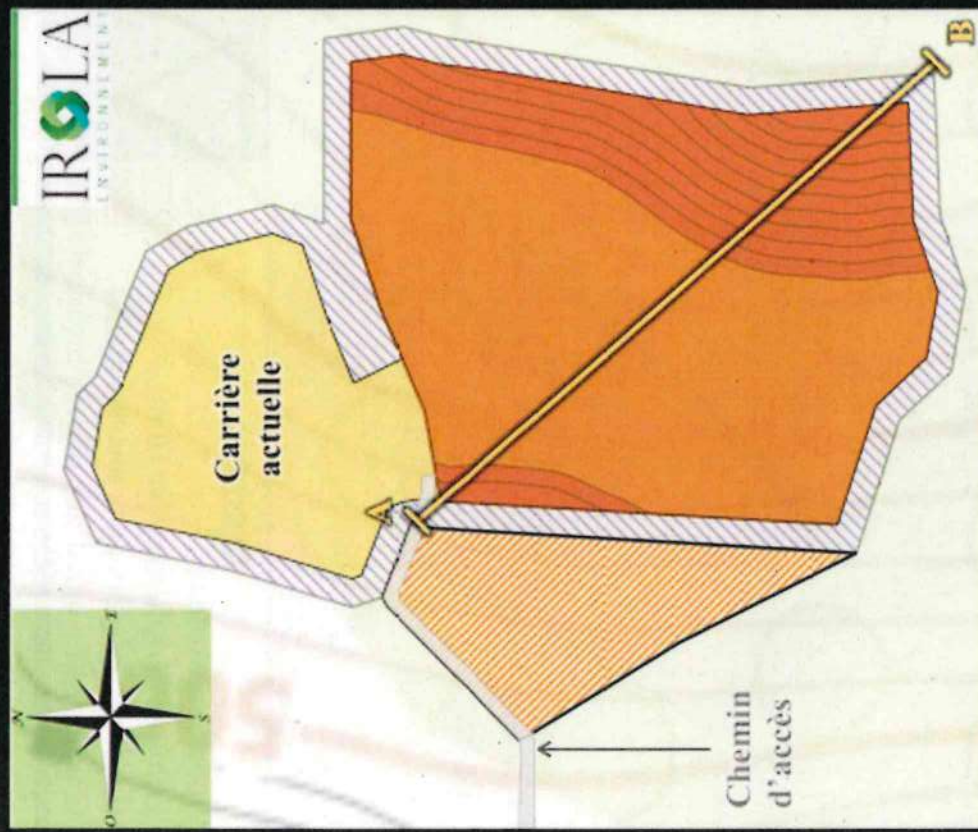 IROLA
ENVIRONNEMENT
N
O
E
S
Carrière
actuelle
A
B
Chemin
d'accès